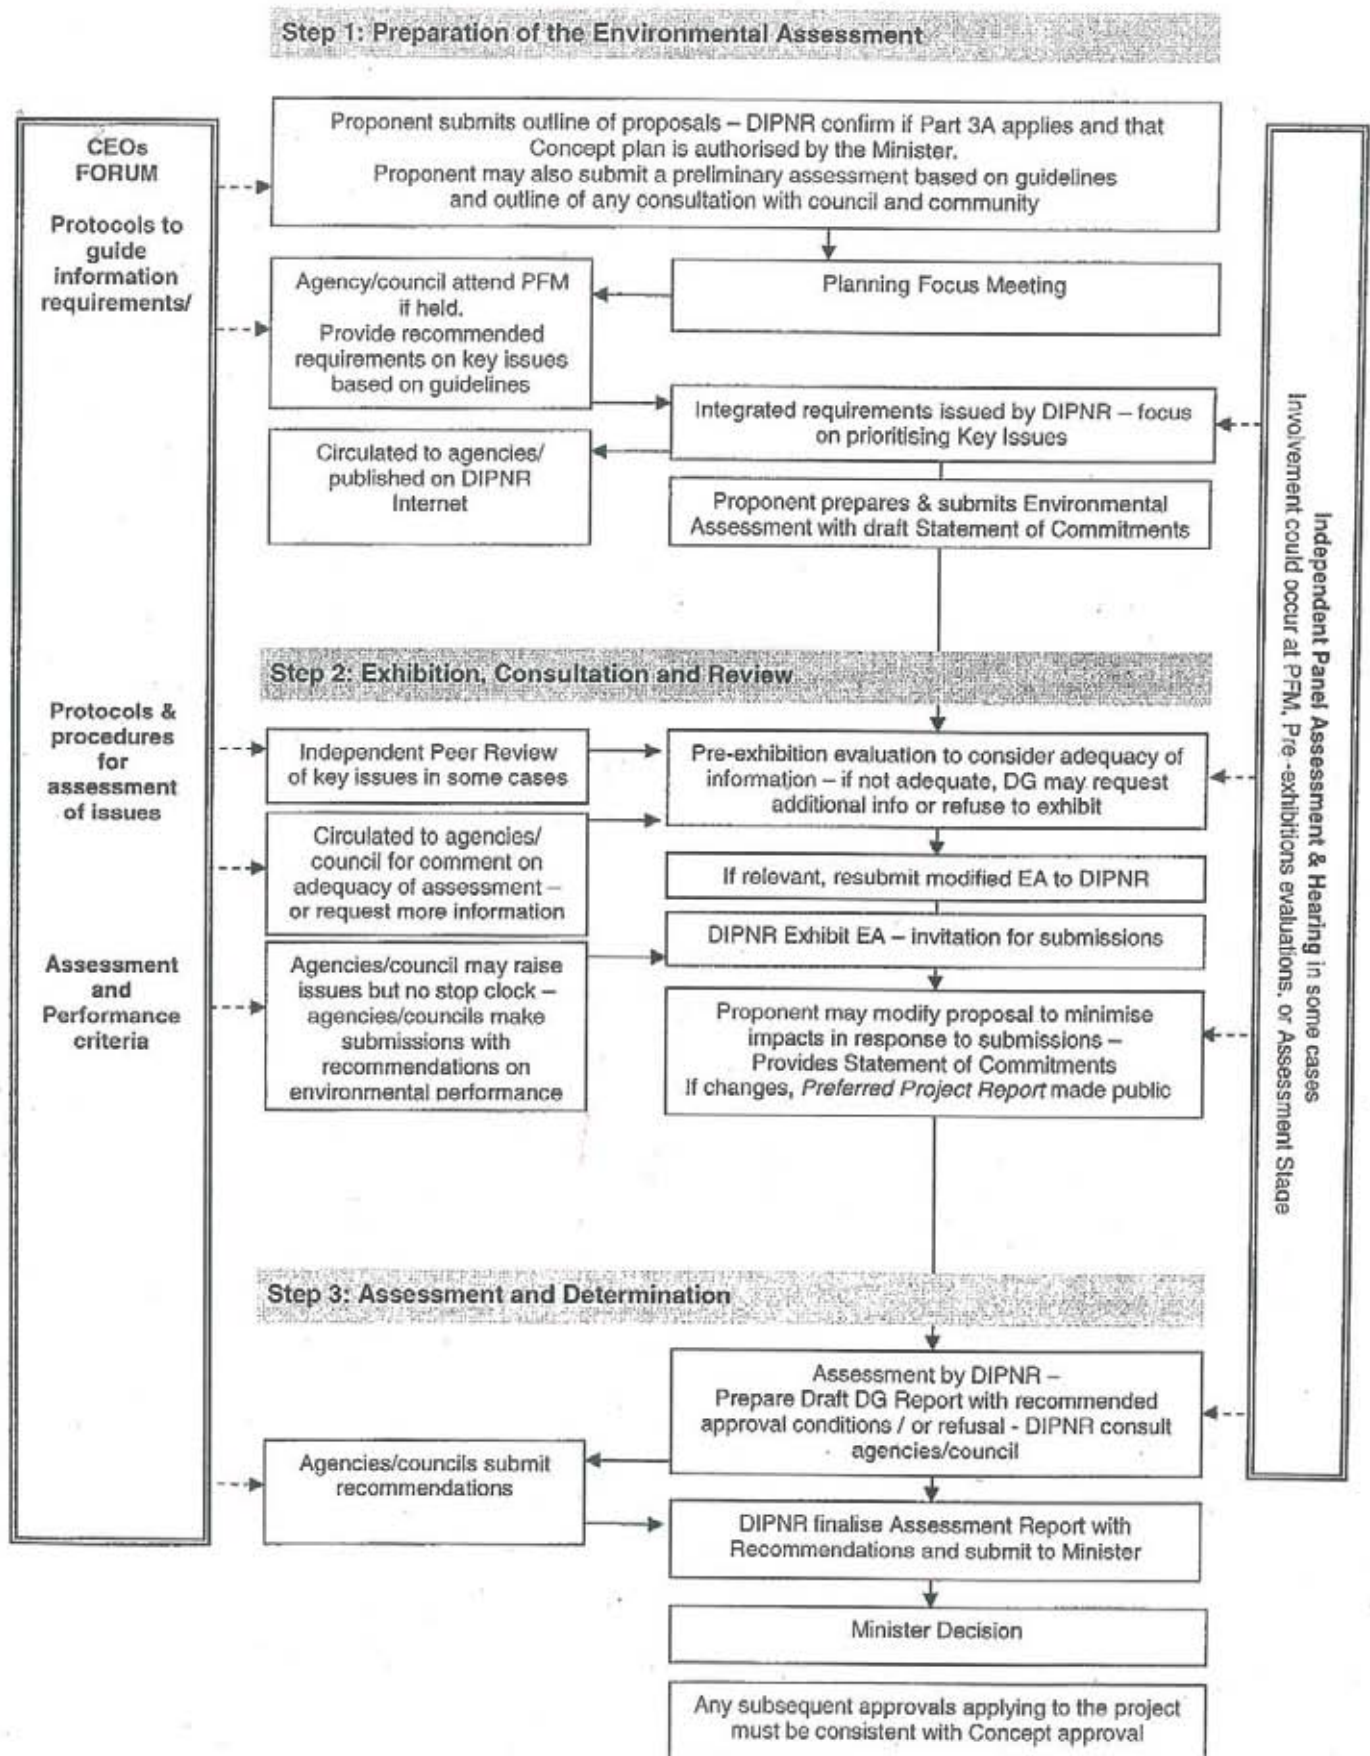 Step 1: Preparation of the Environmental Assessment
CEOs
FORUM
Protocols to
guide
information
requirements/
Protocols &
procedures
for
assessment
of issues
Assessment
and
Performance
criteria
Proponent submits outline of proposals – DIPNR confirm if Part 3A applies and that
Concept plan is authorised by the Minister.
Proponent may also submit a preliminary assessment based on guidelines
and outline of any consultation with council and community
Planning Focus Meeting
Agency/council attend PFM
if held.
Provide recommended
requirements on key issues
based on guidelines
Integrated requirements issued by DIPNR – focus
on prioritising Key Issues
Circulated to agencies/
published on DIPNR
Internet
Proponent prepares & submits Environmental
Assessment with draft Statement of Commitments
Step 2: Exhibition, Consultation and Review
Independent Peer Review
of key issues in some cases
Pre-exhibition evaluation to consider adequacy of
information – if not adequate, DG may request
additional info or refuse to exhibit
Circulated to agencies/
council for comment on
adequacy of assessment –
or request more information
If relevant, resubmit modified EA to DIPNR
DIPNR Exhibit EA – invitation for submissions
Agencies/council may raise
issues but no stop clock –
agencies/councils make
submissions with
recommendations on
environmental performance
Proponent may modify proposal to minimise
impacts in response to submissions –
Provides Statement of Commitments
If changes, Preferred Project Report made public
Step 3: Assessment and Determination
Assessment by DIPNR –
Prepare Draft DG Report with recommended
approval conditions / or refusal - DIPNR consult
agencies/council
Agencies/councils submit
recommendations
DIPNR finalise Assessment Report with
Recommendations and submit to Minister
Minister Decision
Any subsequent approvals applying to the project
must be consistent with Concept approval
Independent Panel Assessment & Hearing in some cases
Involvement could occur at PFM, Pre-exhibitions evaluations, or Assessment Stage